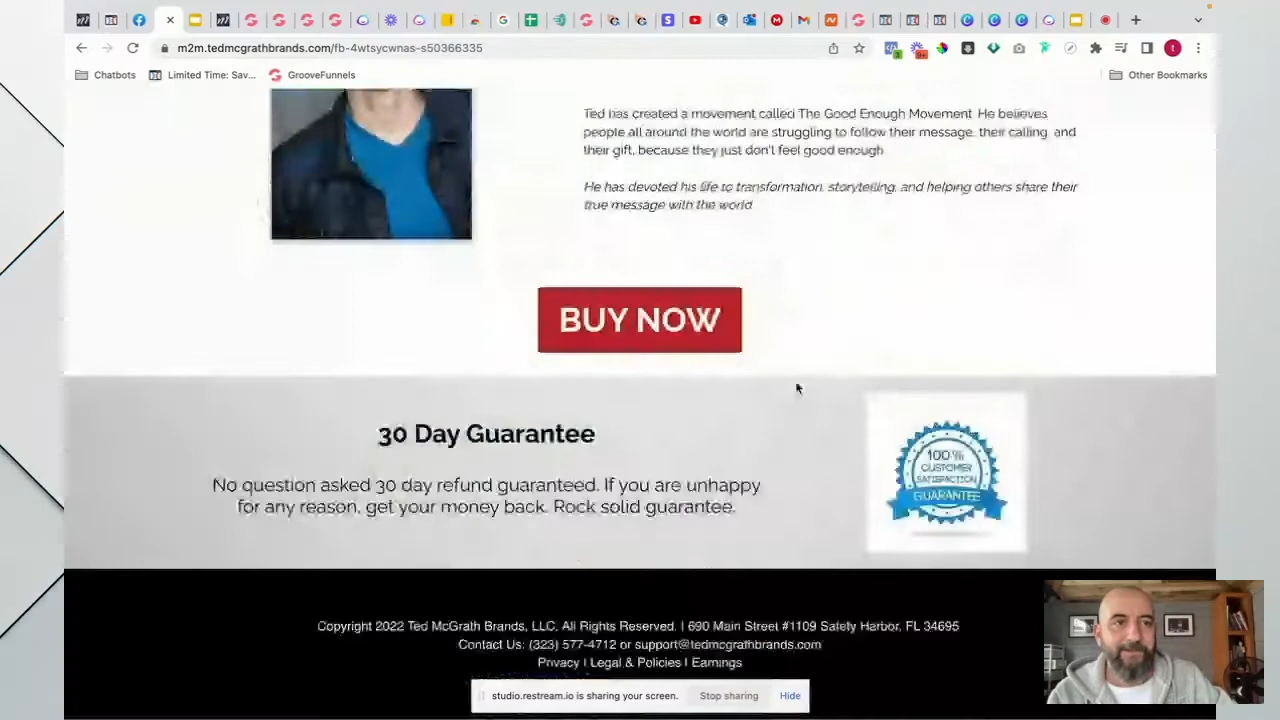 m2m.tedmcgrathbrands.com/fb-4wtsycwnas-s50366335
Chatbots
Limited Time: Sav...
GrooveFunnels
Other Bookmarks
Ted has created a movement called The Good Enough Movement. He believes
people all around the world are struggling to follow their message, their calling, and
their gift, because they just don't feel good enough
He has devoted his life to transformation, storytelling, and helping others share their
true message with the world
BUY NOW
30 Day Guarantee
No question asked 30 day refund guaranteed. If you are unhappy
for any reason, get your money back. Rock solid guarantee.
100%
CUSTOMER
SATISFACTION
GUARANTEE
Copyright 2022 Ted McGrath Brands, LLC. All Rights Reserved. | 690 Main Street #1109 Safety Harbor, FL 34695
Contact Us: (323) 577-4712 or support@tedmcgrathbrands.com
Privacy | Legal & Policies | Earnings
studio.restream.io is sharing your screen.
Stop sharing
Hide